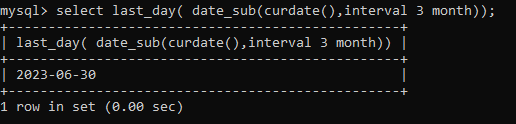 mysql> select last_day( date_sub(curdate(),interval 3 month));
+----------------------------------------------+
| last_day( date_sub(curdate(),interval 3 month)) |
+----------------------------------------------+
| 2023-06-30 |
+----------------------------------------------+
1 row in set (0.00 sec)